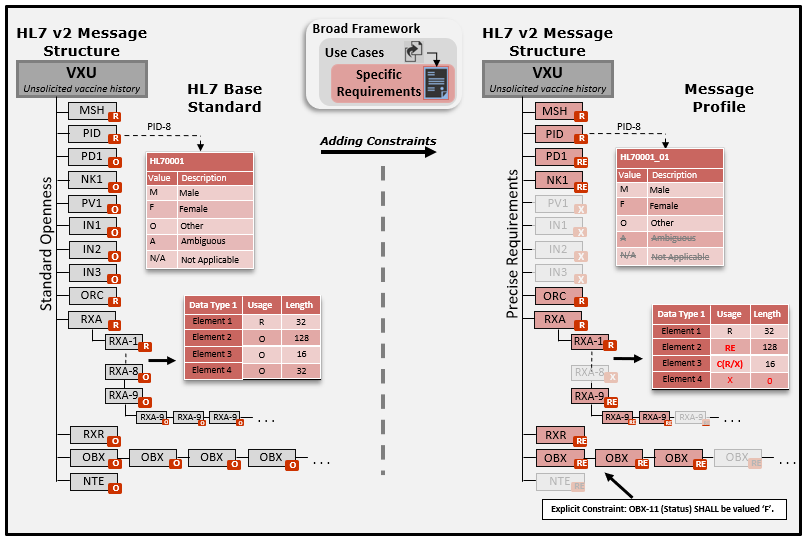 HL7 v2 Message
Structure
VXU
Unsolicited vaccine history
HL7 Base
Standard
Standard Openness
MSH R
PID R
PID-8
PD1 O
NK1 O
PV1 O
IN1 O
IN2 O
IN3 O
ORC R
RXA R
RXA-1 R
RXA-8 O
RXA-9 O
RXA-9 O RXA-9 O RXA-9 O . . .
RXR O
OBX O OBX O OBX O OBX O . . .
NTE O
HL70001
Value Description
M Male
F Female
O Other
A Ambiguous
N/A Not Applicable
Data Type 1 Usage Length
Element 1 R 32
Element 2 O 128
Element 3 O 16
Element 4 O 32
Broad Framework
Use Cases
Specific
Requirements
Adding Constraints
HL7 v2 Message
Structure
VXU
Unsolicited vaccine history
Message
Profile
Precise Requirements
MSH R
PID R
PID-8
PD1 RE
NK1 RE
PV1 X
IN1 X
IN2 X
IN3 X
ORC R
RXA R
RXA-1 R
RXA-8 X
RXA-9 RE
RXA-9 RE RXA-9 RE RXA-9 . . .
RXR RE
OBX RE OBX RE OBX RE OBX RE . . .
NTE RE
HL70001_01
Value Description
M Male
F Female
O Other
A Ambiguous
N/A Not Applicable
Data Type 1 Usage Length
Element 1 R 32
Element 2 RE 128
Element 3 C(R/X) 16
Element 4 X 0
Explicit Constraint: OBX-11 (Status) SHALL be valued ‘F’.